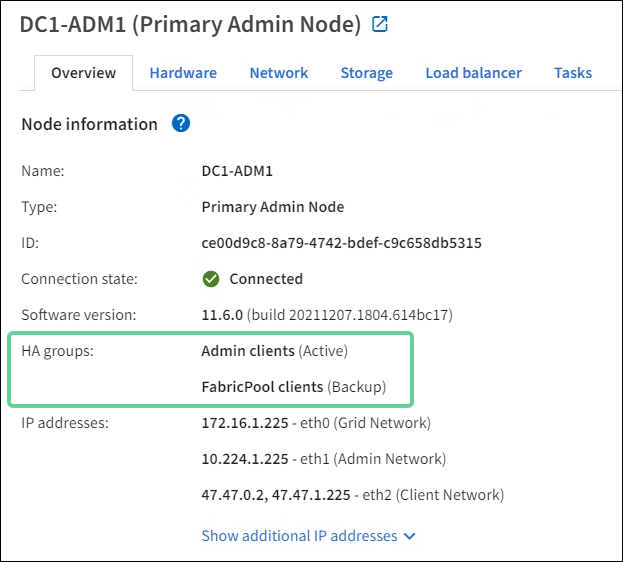 DC1-ADM1 (Primary Admin Node)
Overview Hardware Network Storage Load balancer Tasks
Node information ?
Name: DC1-ADM1
Type: Primary Admin Node
ID: ce00d9c8-8a79-4742-bdef-c9c658db5315
Connection state: Connected
Software version: 11.6.0 (build 20211207.1804.614bc17)
HA groups: Admin clients (Active)
FabricPool clients (Backup)
IP addresses: 172.16.1.225 - eth0 (Grid Network)
10.224.1.225 - eth1 (Admin Network)
47.47.0.2, 47.47.1.225 - eth2 (Client Network)
Show additional IP addresses